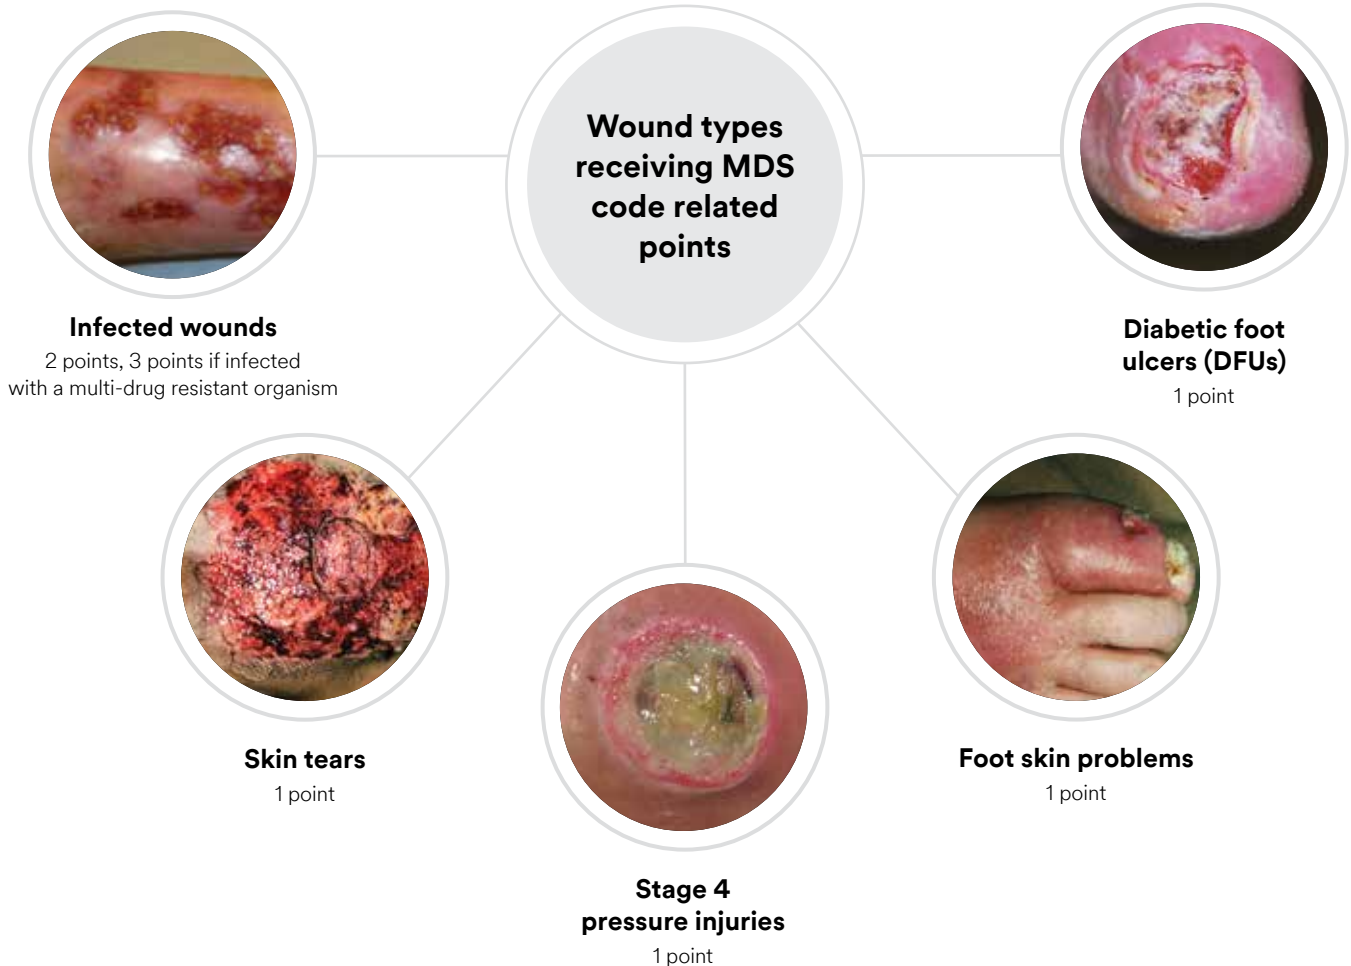 Wound types
receiving MDS
code related
points
Infected wounds
2 points, 3 points if infected
with a multi-drug resistant organism
Diabetic foot
ulcers (DFUs)
1 point
Skin tears
1 point
Stage 4
pressure injuries
1 point
Foot skin problems
1 point